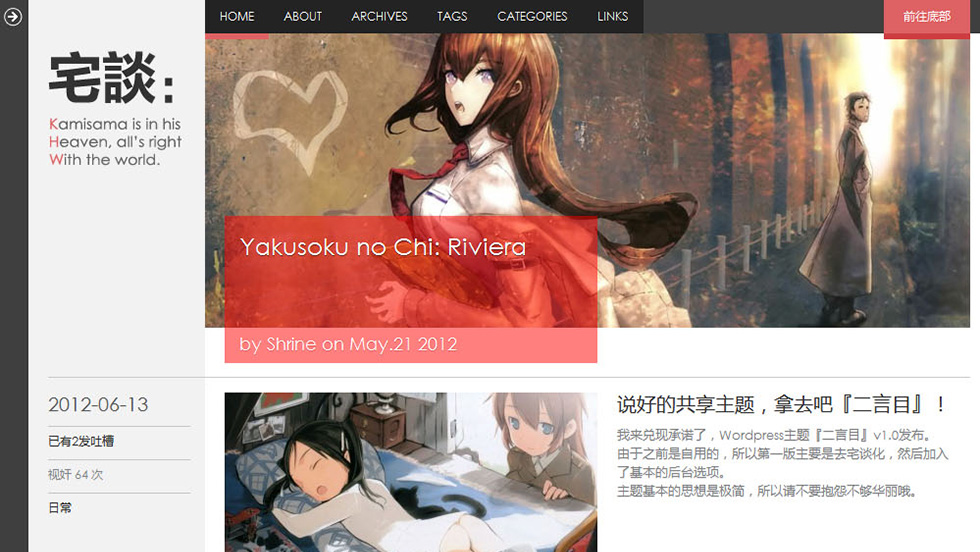 HOME ABOUT ARCHIVES TAGS CATEGORIES LINKS 前往底部
宅談:
Kamisama is in his
Heaven, all's right
With the world.
Yakusoku no Chi: Riviera
by Shrine on May.21 2012
2012-06-13
已有2发吐槽
视奸 64 次
日常
说好的共享主题，拿去吧『二言目』！
我来兑现承诺了，Wordpress主题『二言目』v1.0发布。
由于之前是自用的，所以第一版主要是去宅谈化，然后加入
了基本的后台选项。
主题基本的思想是极简，所以请不要抱怨不够华丽哦。